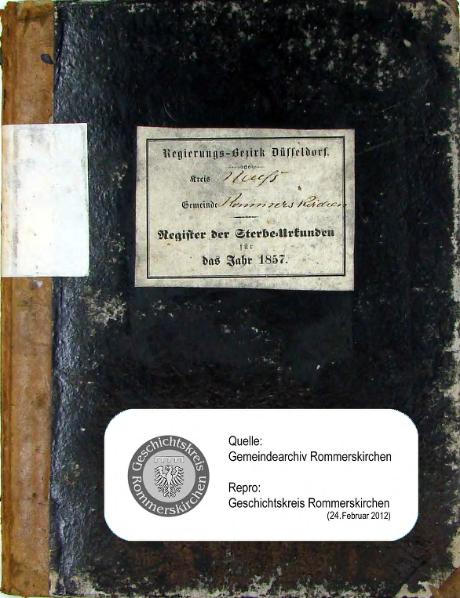 Regierungs-Bezirk Düsseldorf.
Kreis Neuß
Gemeinde Rommerskirchen
Register der Sterbe-Urkunden
für
das Jahr 1857.
Geschichtskreis
Rommerskirchen
Quelle:
Gemeindearchiv Rommerskirchen
Repro:
Geschichtskreis Rommerskirchen
(24.Februar 2012)